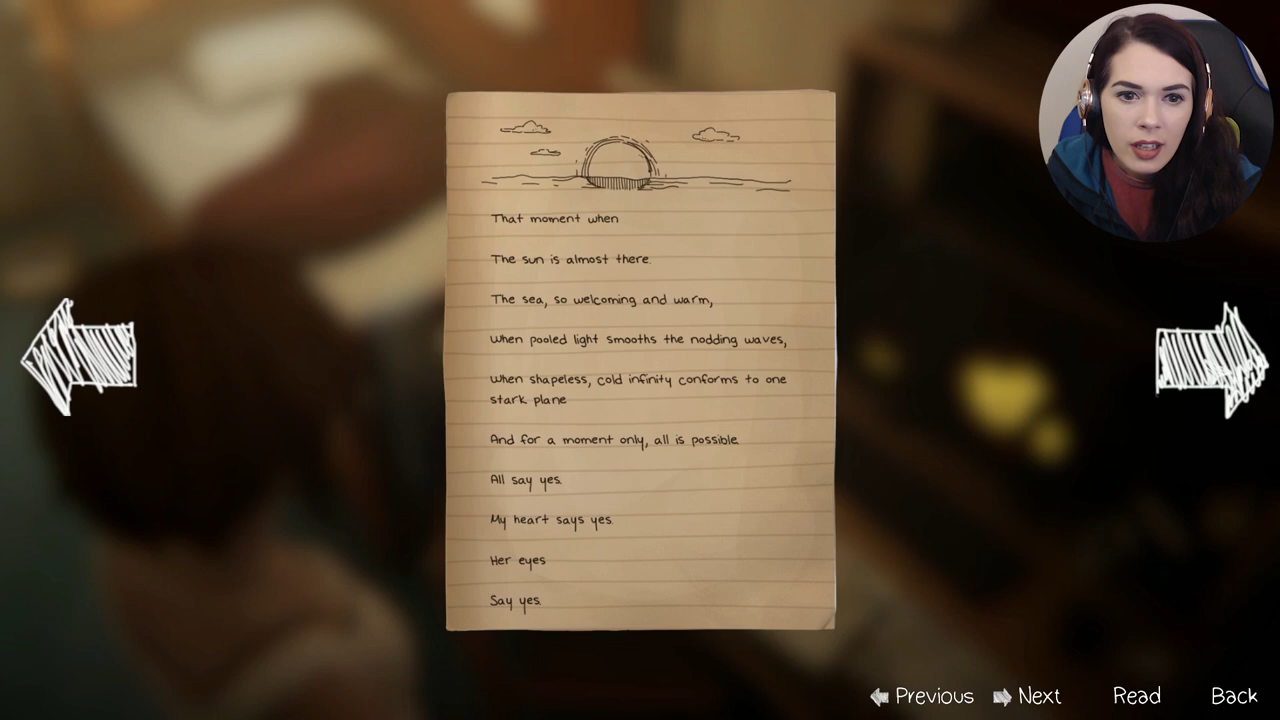 That moment when
The sun is almost there.
The sea, so welcoming and warm,
When pooled light smooths the nodding waves,
When shapeless, cold infinity conforms to one
stark plane
And for a moment only, all is possible.
All say yes.
My heart says yes.
Her eyes
Say yes.
Previous Next Read Back